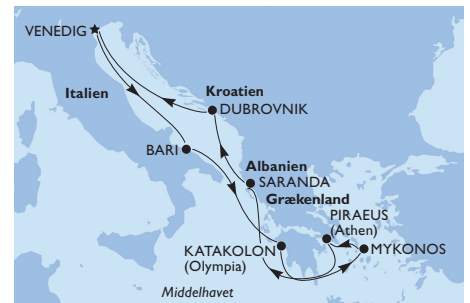 VENEDIG
Italien
Kroatien
DUBROVNIK
BARI
Albanien
SARANDA
Grækenland
PIRAEUS
(Athen)
MYKONOS
KATAKOLON
(Olympia)
Middelhavet